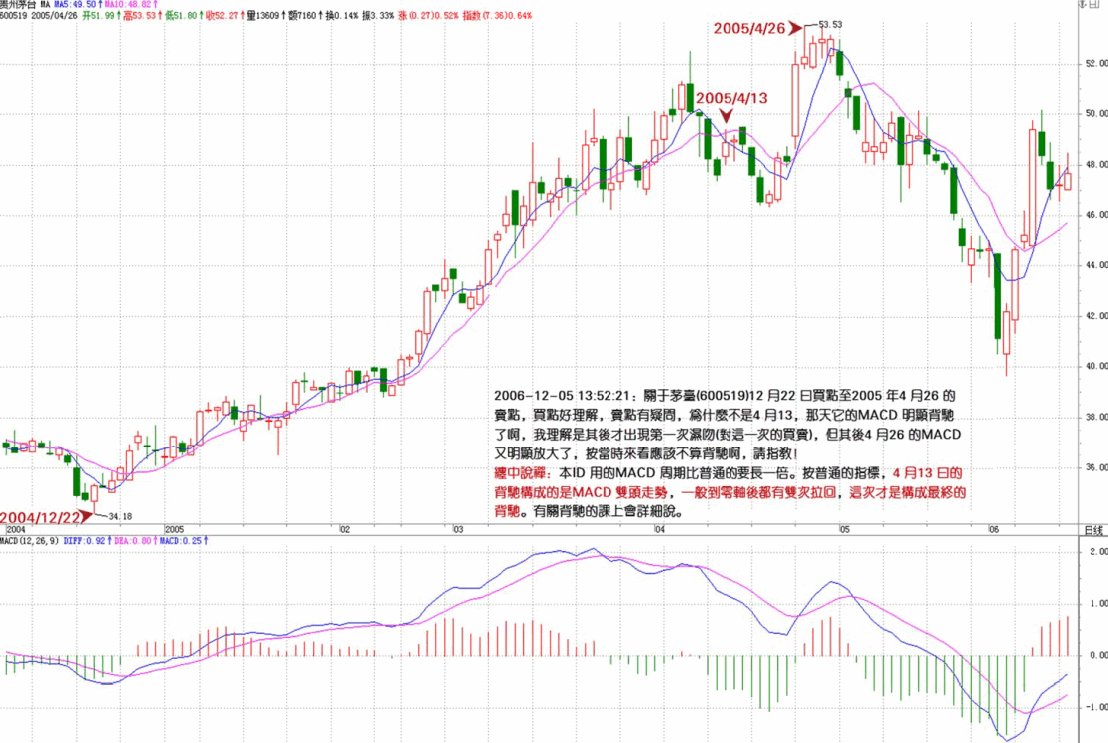 贵州茅台 MA MA5:49.50↑MA10:48.82↑
600519 2005/04/26 开51.99↑高53.53↑低51.80↑收52.27↑量13609↑额7160↑换0.14% 振3.33% 涨(0.27)0.52% 指数(7.36)0.64%
2005/4/26
53.53
52.00
2005/4/13
50.00
48.00
46.00
44.00
42.00
40.00
2006-12-05 13:52:21：關于茅臺(600519)12 月22 日買點至2005 年4 月26 的
賣點，買點好理解，賣點有疑問，爲什麼不是4 月13，那天它的MACD 明顯背馳
了啊，我理解是其後才出現第一次濕吻(對這一次的買賣)，但其後4 月26 的MACD
又明顯放大了，按當時來看應該不算背馳啊，請指教!
纏中說禪：本ID 用的MACD 周期比普通的要長一倍。按普通的指標，4 月13 日的
背馳構成的是MACD 雙頭走勢，一般到零軸後都有雙次拉回，這次才是構成最終的
背馳。有關背馳的課上會詳細說。
38.00
36.00
2004/12/22
34.18
2004 2005 02 03 04 05 06 日线
MACD(12,26,9) DIFF:0.92↑DEA:0.80↑MACD:0.25↑
2.00
1.00
0.00
-1.00